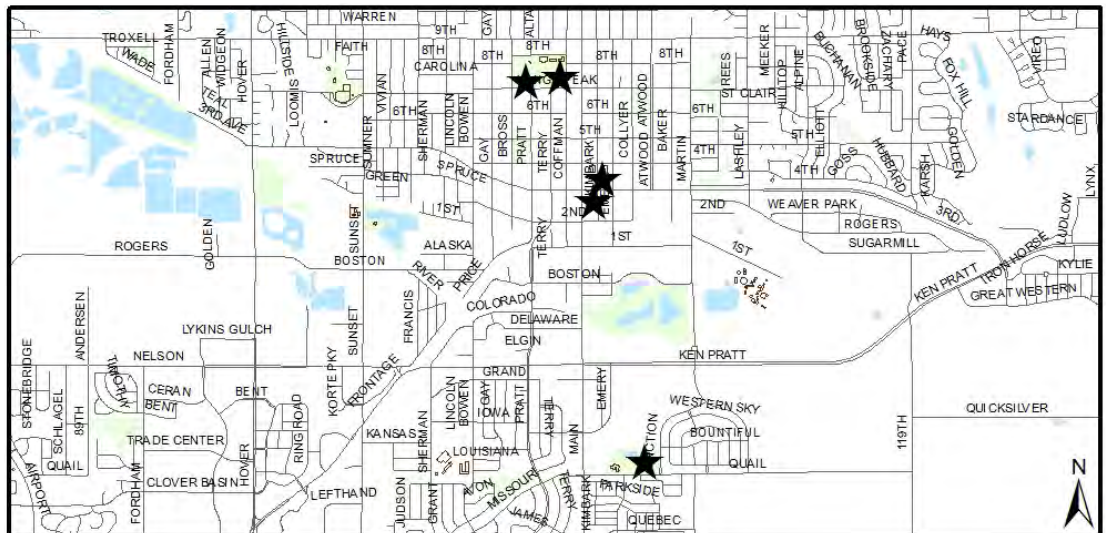 WARREN
GAY
ALTA
9TH
TROXELL
WADE
FORDHAM
ALLEN
WIDGEON
HOVER
HILLSIDE
LOOMIS
FAITH
8TH
8TH
8TH
8TH
8TH
CAROLINA
VIVIAN
6TH
SHERMAN
LINCOLN
BOWEN
6TH
6TH
6TH
REES
MEEKER
ST CLAIR
HILLTOP
ALPINE
BUCHANAN
BROOKSIDE
ZACHARY
PACE
HAYS
FOX HILL
STARDANCE
TEAL
3RD AVE
SUMNER
SPRUCE
GREEN
SPRUCE
GAY
BROSS
PRATT
TERRY
COFFMAN
KIMBARK
5TH
COLLYER
ATWOOD
ATWOOD
BAKER
MARTIN
4TH
LASHLEY
5TH
ELLIOT
4TH
GOSS
HUBBARD
KARSH
GOLDEN
LYNX
1ST
2ND
2ND
WEAVER PARK
3RD
ROGERS
SUGARMILL
LUDLOW
ROGERS
GOLDEN
SUNSET
ALASKA
BOSTON
RIVER
PRICE
TERRY
1ST
1ST
BOSTON
KEN PRATT
IRON HORSE
KYLIE
GREAT WESTERN
COLORADO
FRANCIS
DELAWARE
ELGIN
ANDERSEN
LYKINS GULCH
SUNSET
NELSON
KEN PRATT
STONEBRIDGE
SCHLAGEL
89TH
TIMOTHY
CERAN
BENT
BENT
KORTE PKY
FRONTAGE
GRAND
LINCOLN
BOWEN
GAY
IOWA
PRATT
TERRY
EMERY
MAIN
WESTERN SKY
BOUNTIFUL
119TH
QUICKSILVER
TRADE CENTER
RING ROAD
KANSAS
SHERMAN
LOUISIANA
QUAIL
QUAIL
AIRPORT
FORDHAM
CLOVER BASIN
HOVER
LEFTHAND
JUDSON
GRANT
MISSOURI
JAMES
TERRY
KIMBARK
PARKSIDE
QUEBEC
N